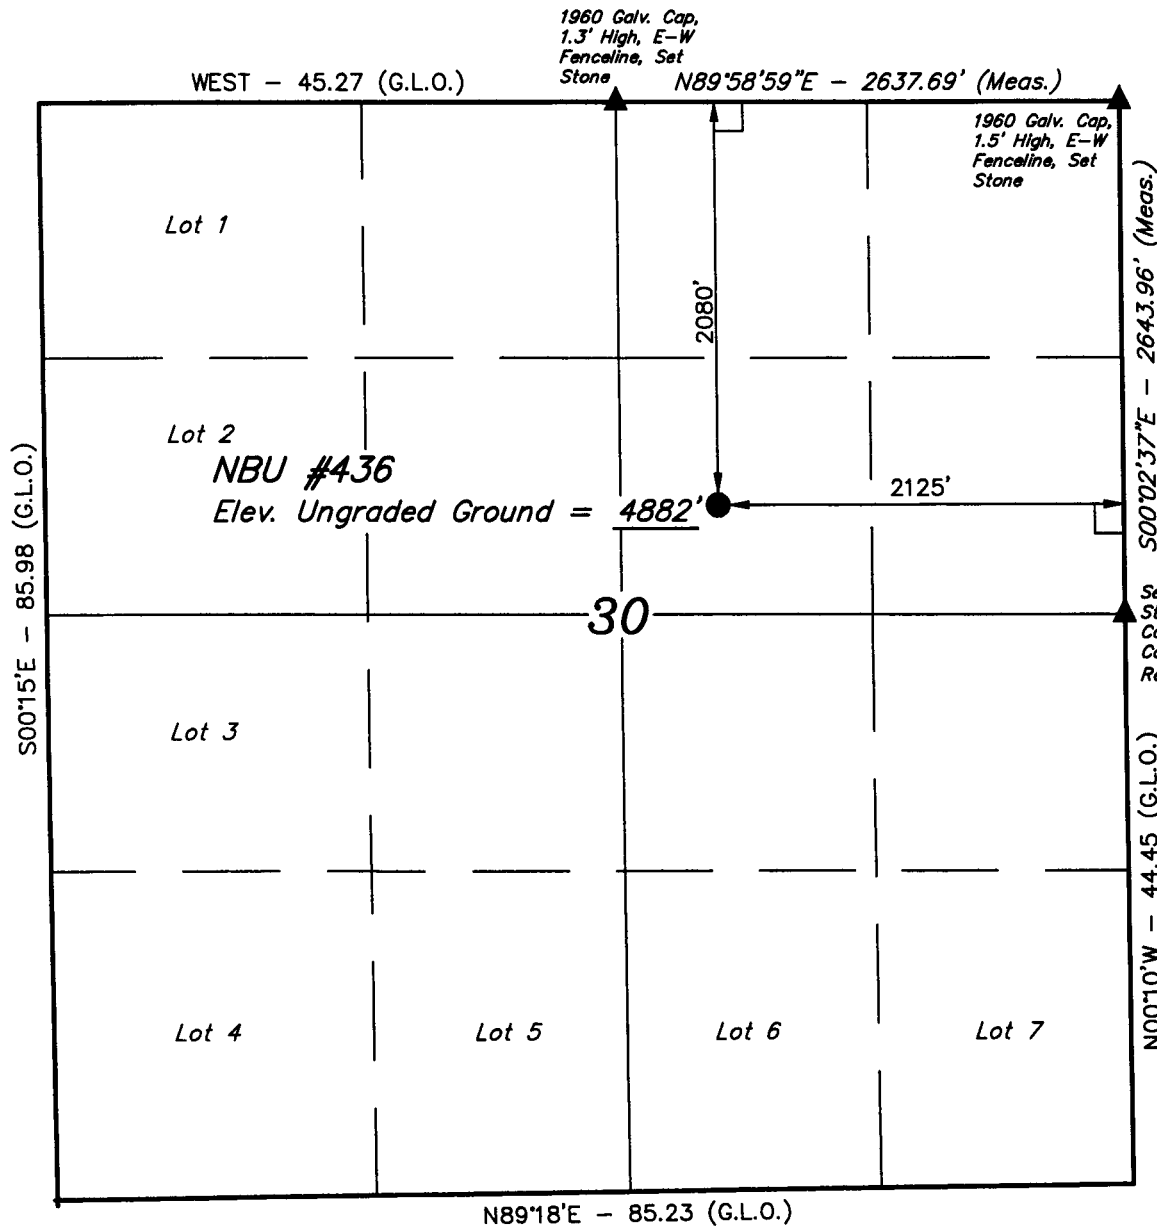 1960 Galv. Cap,
1.3' High, E-W
Fenceline, Set
Stone
WEST - 45.27 (G.L.O.)
N89°58'59"E - 2637.69' (Meas.)
1960 Galv. Cap,
1.5' High, E-W
Fenceline, Set
Stone
Lot 1
2080'
S00°02'37"E - 2643.96' (Meas.)
Lot 2
NBU #436
Elev. Ungraded Ground = 4882'
2125'
S00°15'E - 85.98 (G.L.O.)
30
Lot 3
N00°10'W - 44.45 (G.L.O.)
Lot 4
Lot 5
Lot 6
Lot 7
N89°18'E - 85.23 (G.L.O.)